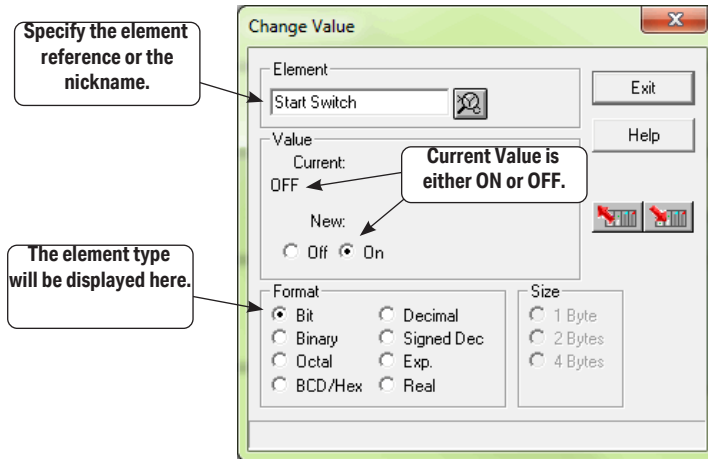 Specify the element
reference or the
nickname.
Change Value
Element
Start Switch
Exit
Help
Value
Current:
OFF
Current Value is
either ON or OFF.
New:
Off On
The element type
will be displayed here.
Format
Bit
Binary
Octal
BCD/Hex
Decimal
Signed Dec
Exp.
Real
Size
1 Byte
2 Bytes
4 Bytes